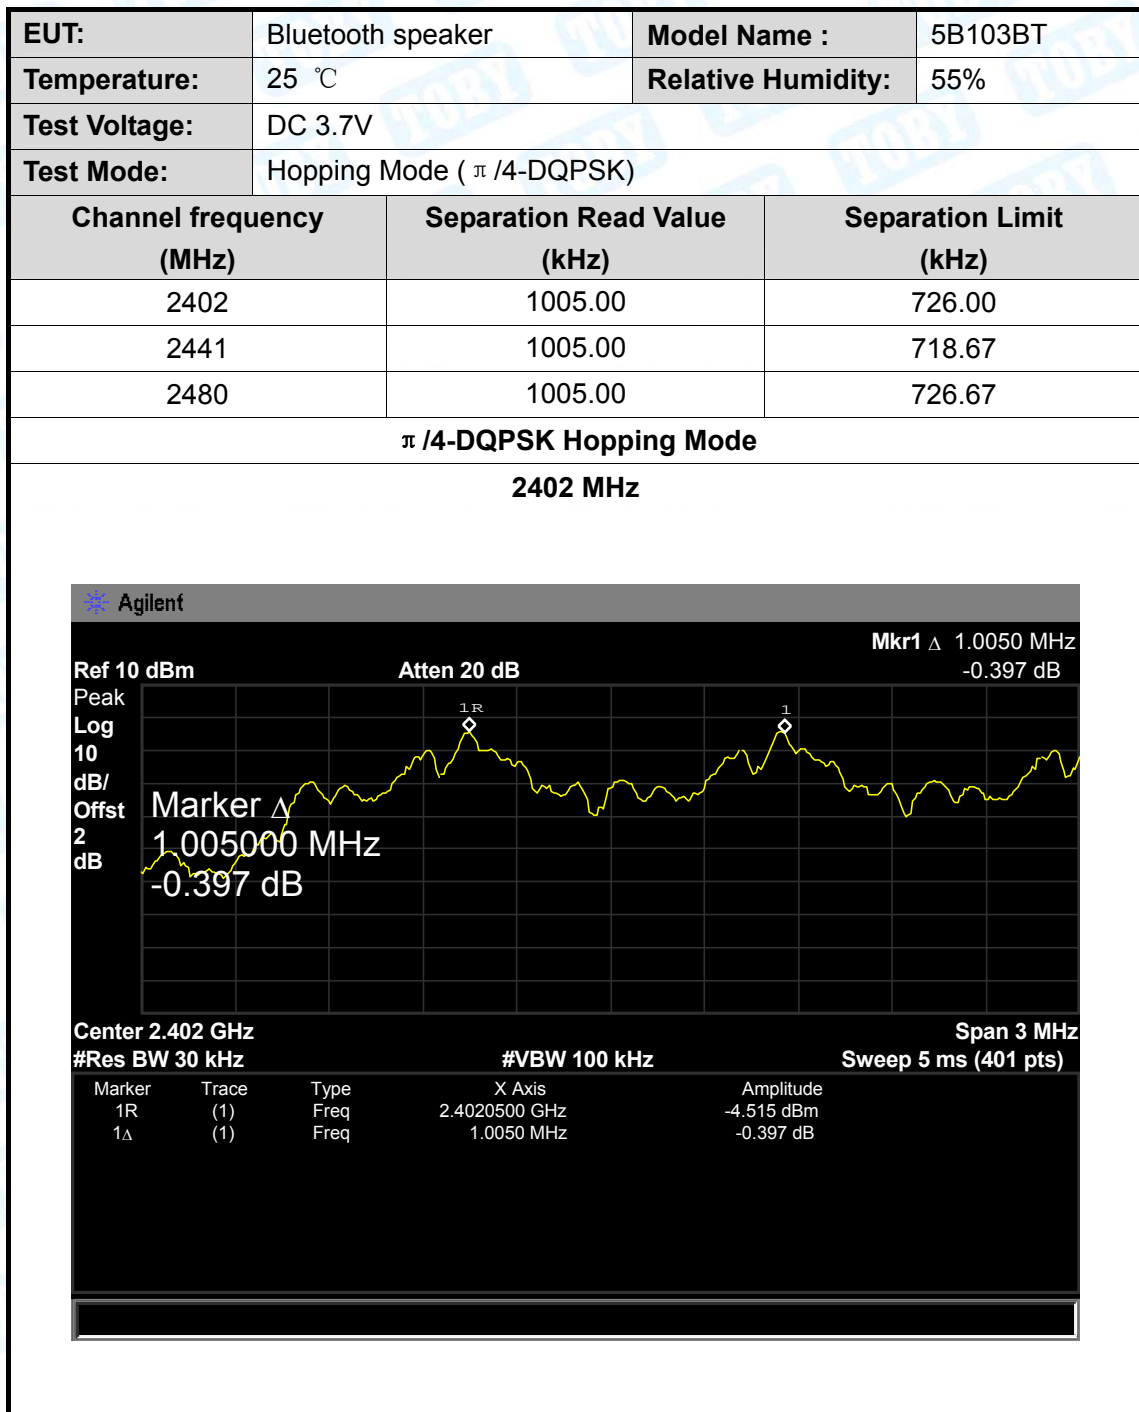 EUT: Bluetooth speaker Model Name : 5B103BT
Temperature: 25 ℃ Relative Humidity: 55%
Test Voltage: DC 3.7V
Test Mode: Hopping Mode ( π /4-DQPSK)
Channel frequency Separation Read Value Separation Limit
(MHz) (kHz) (kHz)
2402 1005.00 726.00
2441 1005.00 718.67
2480 1005.00 726.67
π /4-DQPSK Hopping Mode
2402 MHz
Agilent
Mkr1 Δ 1.0050 MHz
Ref 10 dBm Atten 20 dB -0.397 dB
Peak
Log
10
dB/
Offst
2
dB
1R
1
Marker Δ
1.005000 MHz
-0.397 dB
Center 2.402 GHz Span 3 MHz
#Res BW 30 kHz #VBW 100 kHz Sweep 5 ms (401 pts)
Marker Trace Type X Axis Amplitude
1R (1) Freq 2.4020500 GHz -4.515 dBm
1Δ (1) Freq 1.0050 MHz -0.397 dB
TOBY